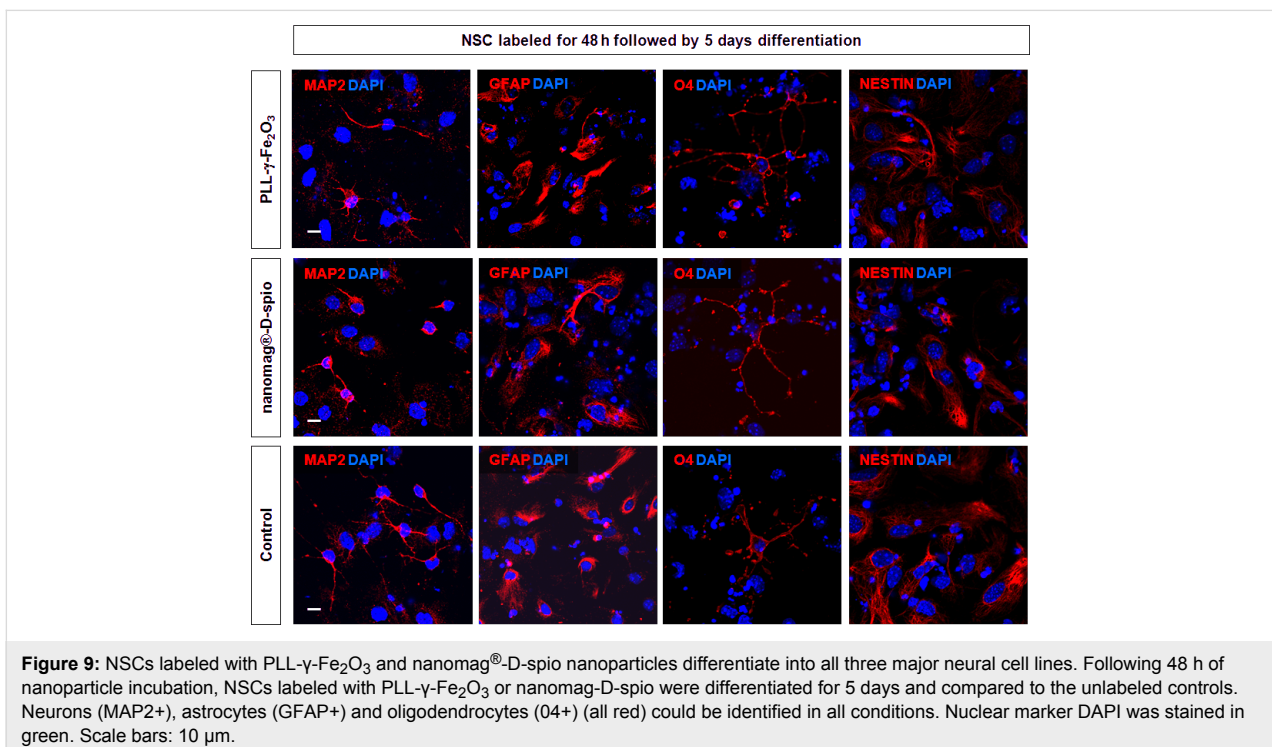 NSC labeled for 48 h followed by 5 days differentiation
PLL-γ-Fe₂O₃
MAP2 DAPI
GFAP DAPI
O4 DAPI
NESTIN DAPI
nanomag®-D-spio
MAP2 DAPI
GFAP DAPI
O4 DAPI
NESTIN DAPI
Control
MAP2 DAPI
GFAP DAPI
O4 DAPI
NESTIN DAPI
Figure 9: NSCs labeled with PLL-γ-Fe₂O₃ and nanomag®-D-spio nanoparticles differentiate into all three major neural cell lines. Following 48 h of
nanoparticle incubation, NSCs labeled with PLL-γ-Fe₂O₃ or nanomag-D-spio were differentiated for 5 days and compared to the unlabeled controls.
Neurons (MAP2+), astrocytes (GFAP+) and oligodendrocytes (04+) (all red) could be identified in all conditions. Nuclear marker DAPI was stained in
green. Scale bars: 10 μm.